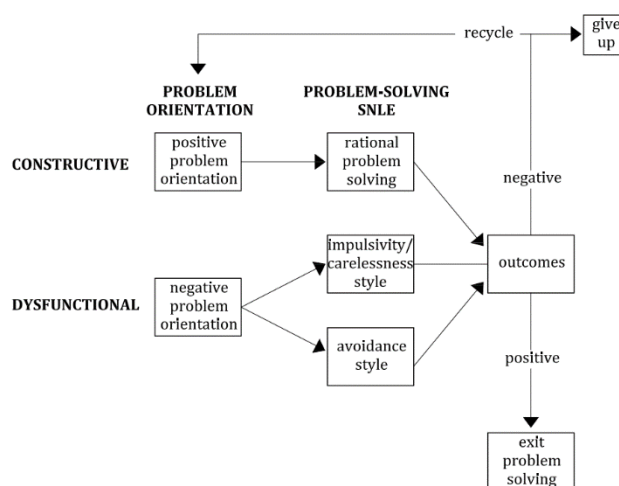 recycle
give
up
PROBLEM
ORIENTATION
PROBLEM-SOLVING
SNLE
CONSTRUCTIVE
positive
problem
orientation
rational
problem
solving
negative
impulsivity/
carelessness
style
outcomes
DYSFUNCTIONAL
negative
problem
orientation
avoidance
style
positive
exit
problem
solving